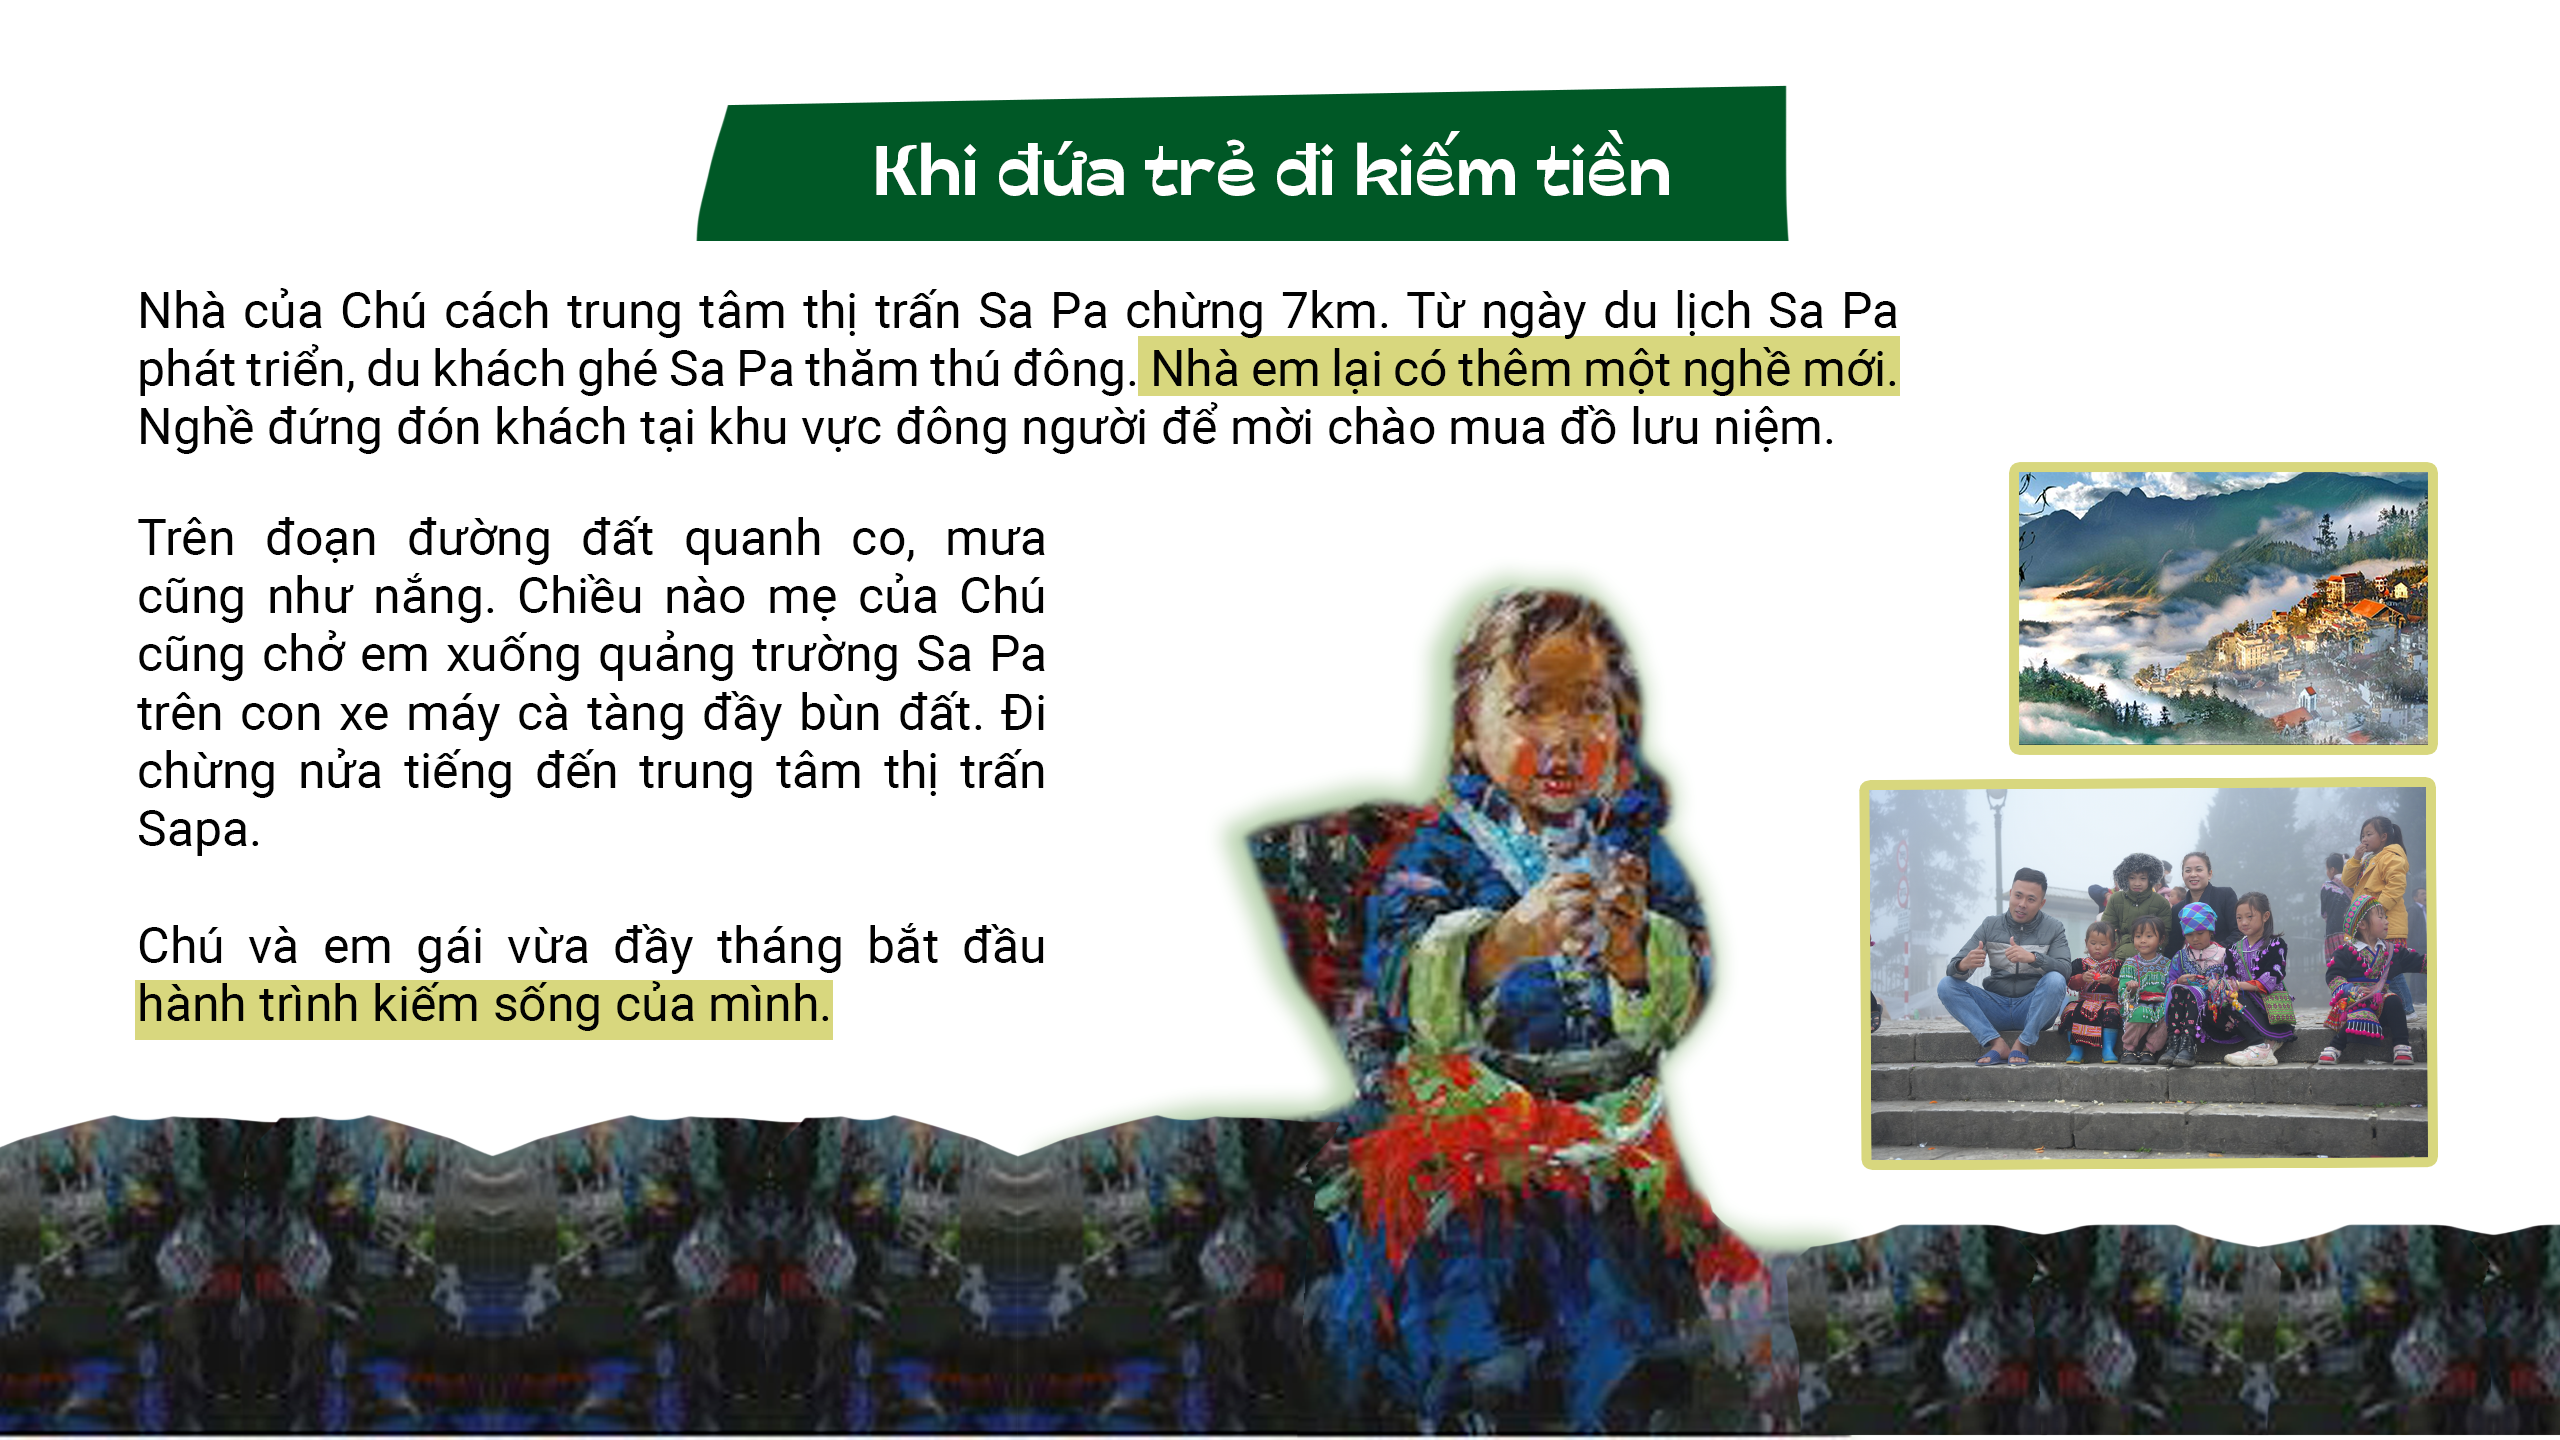 Khi đứa trẻ đi kiếm tiền
Nhà của Chú cách trung tâm thị trấn Sa Pa chừng 7km. Từ ngày du lịch Sa Pa
phát triển, du khách ghé Sa Pa thăm thú đông. Nhà em lại có thêm một nghề mới.
Nghề đứng đón khách tại khu vực đông người để mời chào mua đồ lưu niệm.
Trên đoạn đường đất quanh co, mưa
cũng như nắng. Chiều nào mẹ của Chú
cũng chở em xuống quảng trường Sa Pa
trên con xe máy cà tàng đầy bùn đất. Đi
chừng nửa tiếng đến trung tâm thị trấn
Sapa.
Chú và em gái vừa đầy tháng bắt đầu
hành trình kiếm sống của mình.